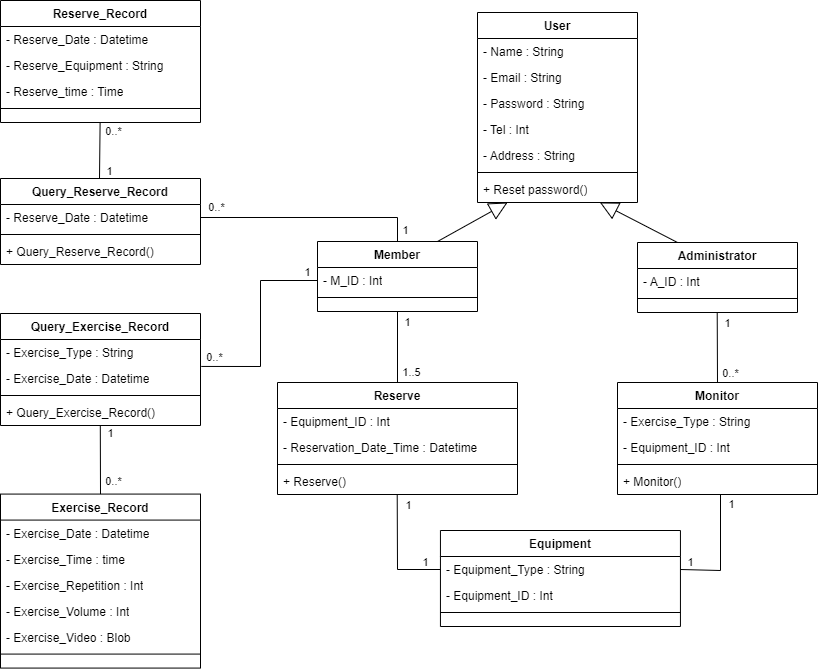 Reserve_Record
- Reserve_Date : Datetime
- Reserve_Equipment : String
- Reserve_time : Time
0..*
1
Query_Reserve_Record
- Reserve_Date : Datetime
+ Query_Reserve_Record()
0..*
1
User
- Name : String
- Email : String
- Password : String
- Tel : Int
- Address : String
+ Reset password()
Member
- M_ID : Int
1
0..*
1
1..5
Administrator
- A_ID : Int
1
0..*
Query_Exercise_Record
- Exercise_Type : String
- Exercise_Date : Datetime
+ Query_Exercise_Record()
1
0..*
Exercise_Record
- Exercise_Date : Datetime
- Exercise_Time : time
- Exercise_Repetition : Int
- Exercise_Volume : Int
- Exercise_Video : Blob
Reserve
- Equipment_ID : Int
- Reservation_Date_Time : Datetime
+ Reserve()
1
1
Monitor
- Exercise_Type : String
- Equipment_ID : Int
+ Monitor()
1
1
Equipment
- Equipment_Type : String
- Equipment_ID : Int